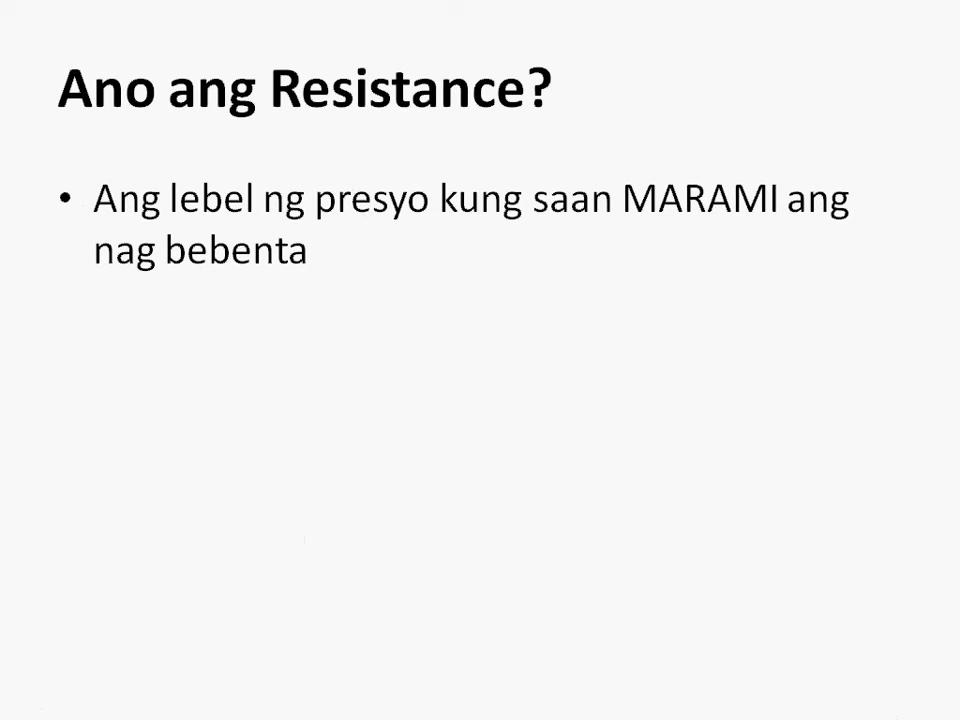 Ano ang Resistance?
• Ang lebel ng presyo kung saan MARAMI ang
nag bebenta